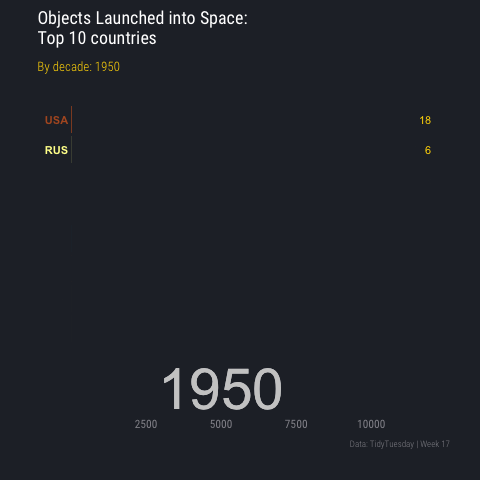 Objects Launched into Space:
Top 10 countries
By decade: 1950
USA 18
RUS 6
1950
2500 5000 7500 10000
Data: TidyTuesday | Week 17